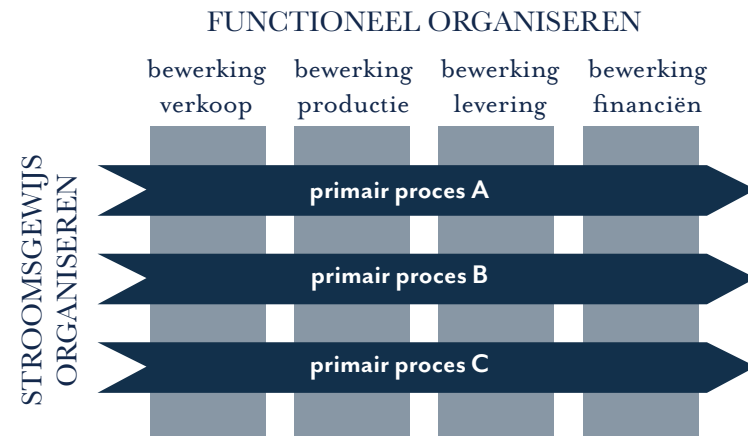 FUNCTIONEEL ORGANISEREN
bewerking bewerking bewerking bewerking
verkoop productie levering financiën
STROOMSGEWIJS
ORGANISEREN
primair proces A
primair proces B
primair proces C